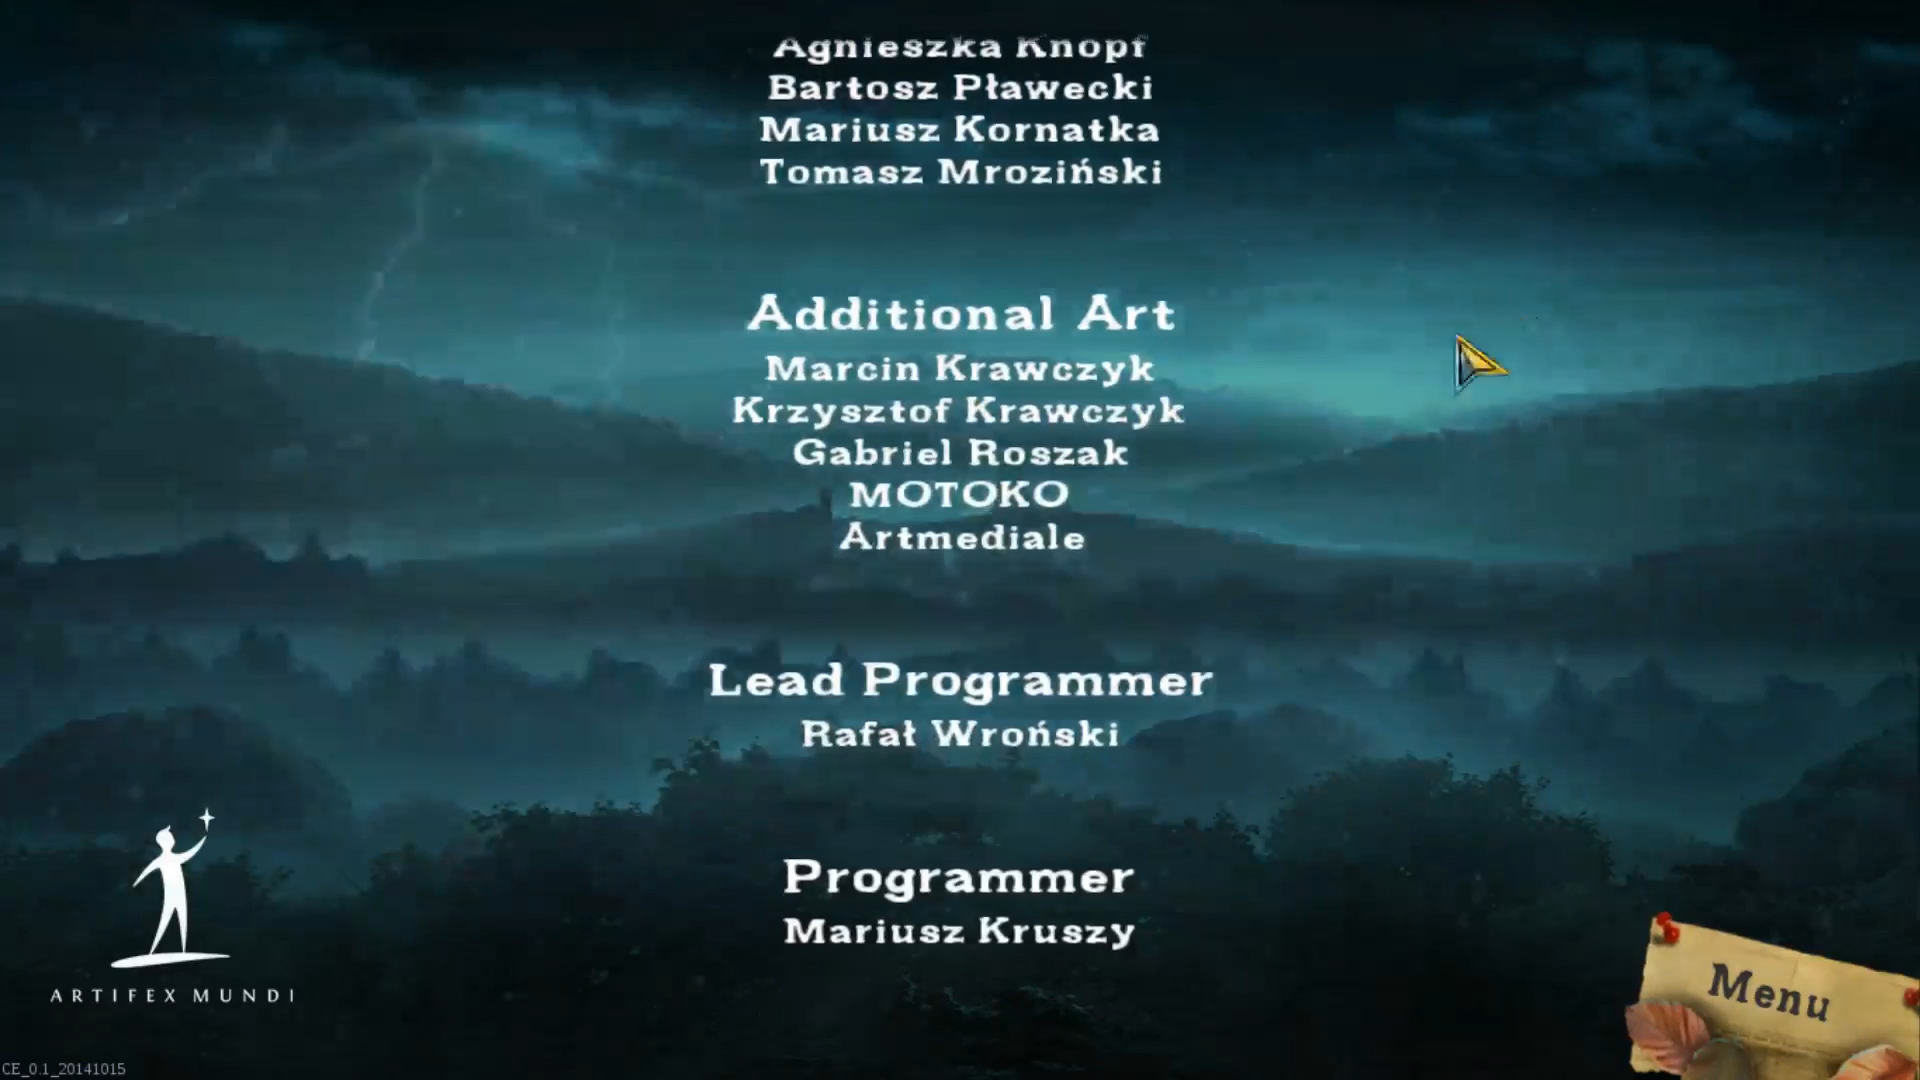 Agnieszka Knopf
Bartosz Pławecki
Mariusz Kornatka
Tomasz Mroziński
Additional Art
Marcin Krawczyk
Krzysztof Krawczyk
Gabriel Roszak
MOTOKO
Artmediale
Lead Programmer
Rafał Wroński
Programmer
Mariusz Kruszy
ARTIFEX MUNDI
Menu
CE_0.1_20141015